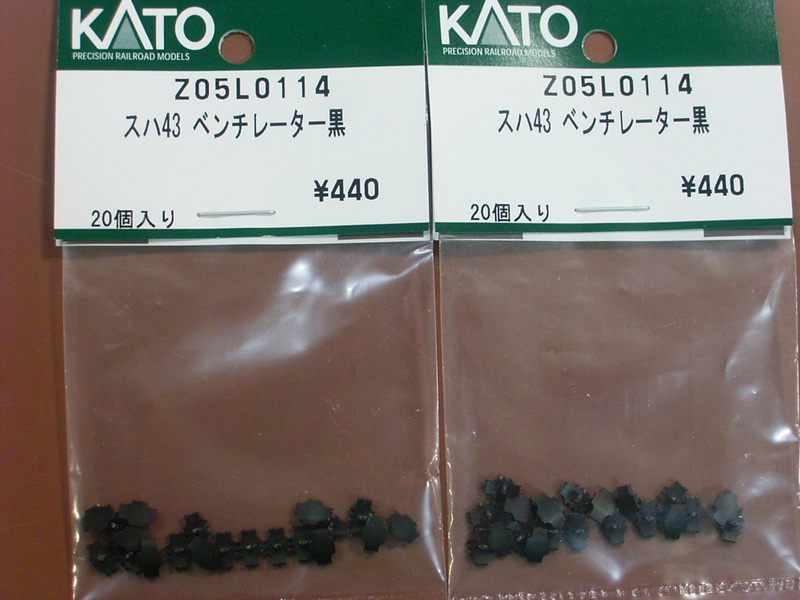 KATO
PRECISION RAILROAD MODELS
Z05L0114
スハ43 ベンチレーター黒
¥440
20個入り
KATO
PRECISION RAILROAD MODELS
Z05L0114
スハ43 ベンチレーター黒
¥440
20個入り